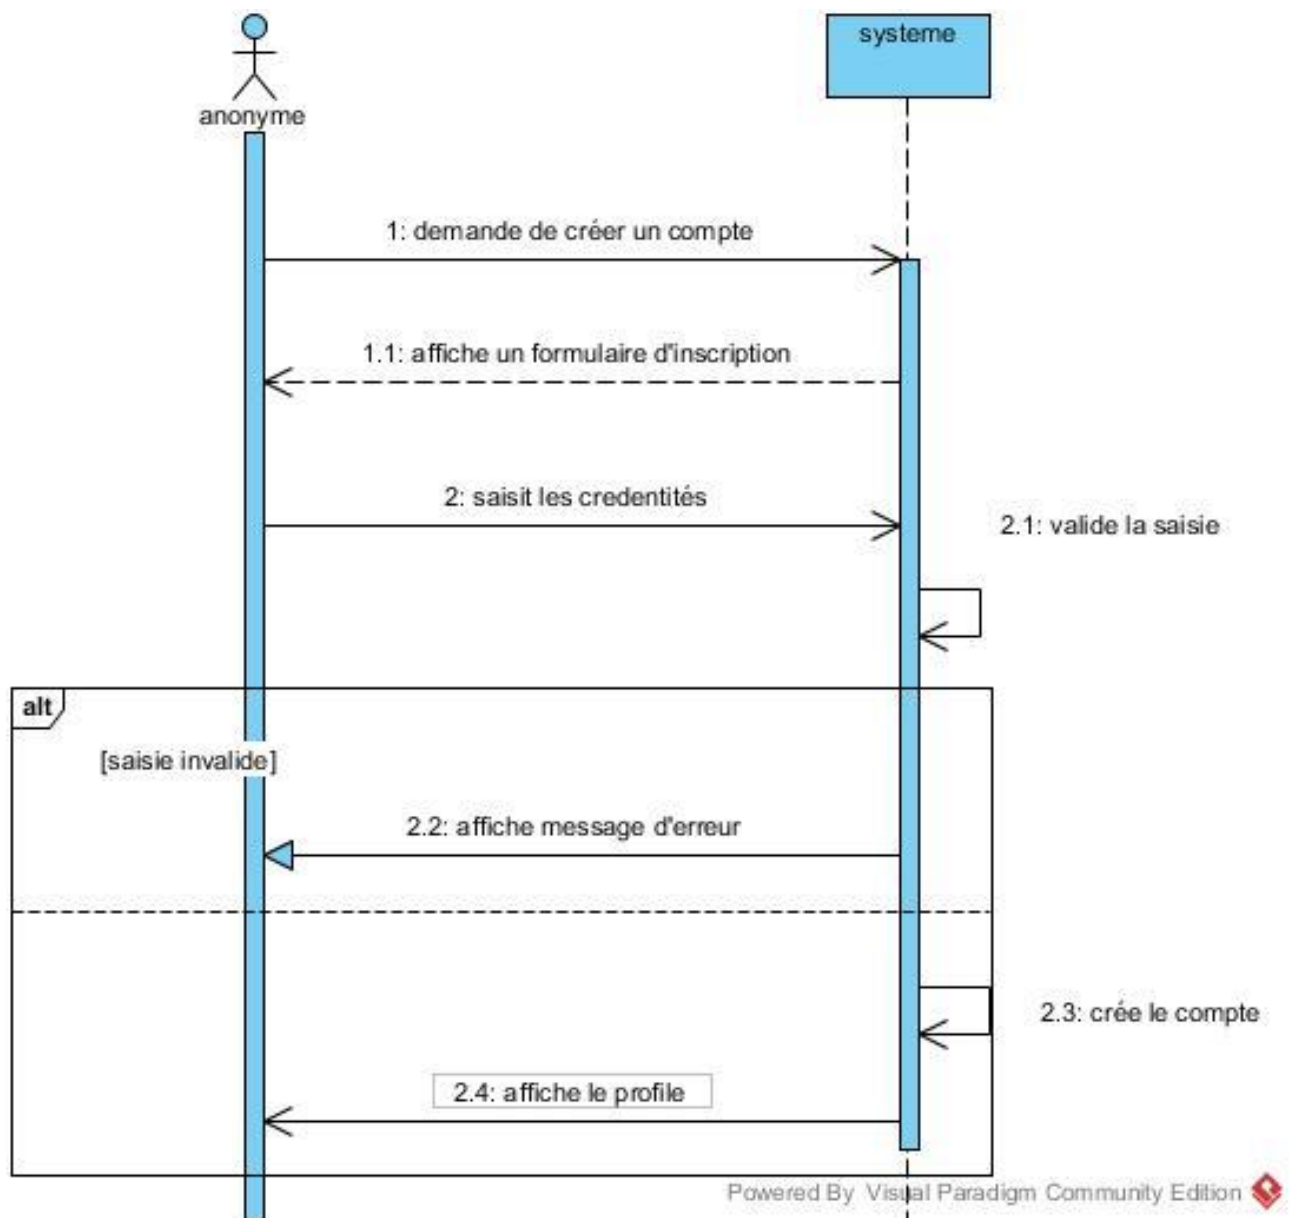 systeme
anonyme
1: demande de créer un compte
1.1: affiche un formulaire d'inscription
2: saisit les credentités
2.1: valide la saisie
alt
[saisie invalide]
2.2: affiche message d'erreur
2.3: crée le compte
2.4: affiche le profile
Powered By Visual Paradigm Community Edition